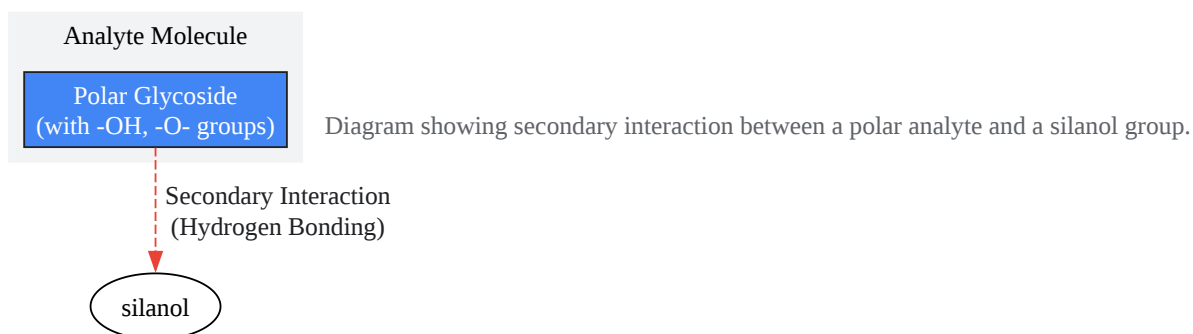 Analyte Molecule
Polar Glycoside
(with -OH, -O- groups)
Diagram showing secondary interaction between a polar analyte and a silanol group.
Secondary Interaction
(Hydrogen Bonding)
silanol